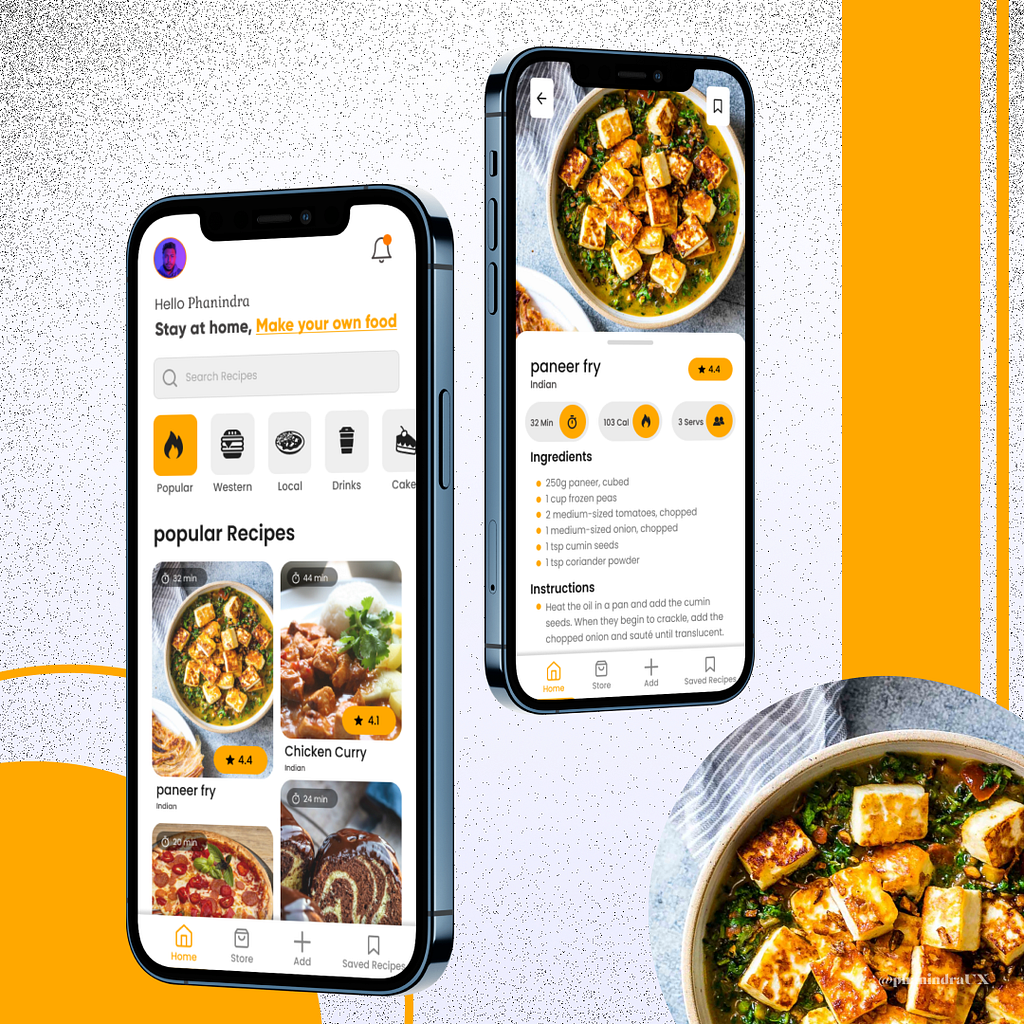 Hello Phanindra
Stay at home, Make your own food
Search Recipes
Popular
Western
Local
Drinks
Cake
popular Recipes
32 min
44 min
4.4
4.1
paneer fry
Indian
Chicken Curry
Indian
20 min
24 min
Home
Store
Add
Saved Recipes
paneer fry
4.4
Indian
32 Min
103 Cal
3 Servs
Ingredients
250g paneer, cubed
1 cup frozen peas
2 medium-sized tomatoes, chopped
1 medium-sized onion, chopped
1 tsp cumin seeds
1 tsp coriander powder
Instructions
Heat the oil in a pan and add the cumin
seeds. When they begin to crackle, add the
chopped onion and sauté until translucent.
Home
Store
Add
Saved Recipes
@phanindraUX